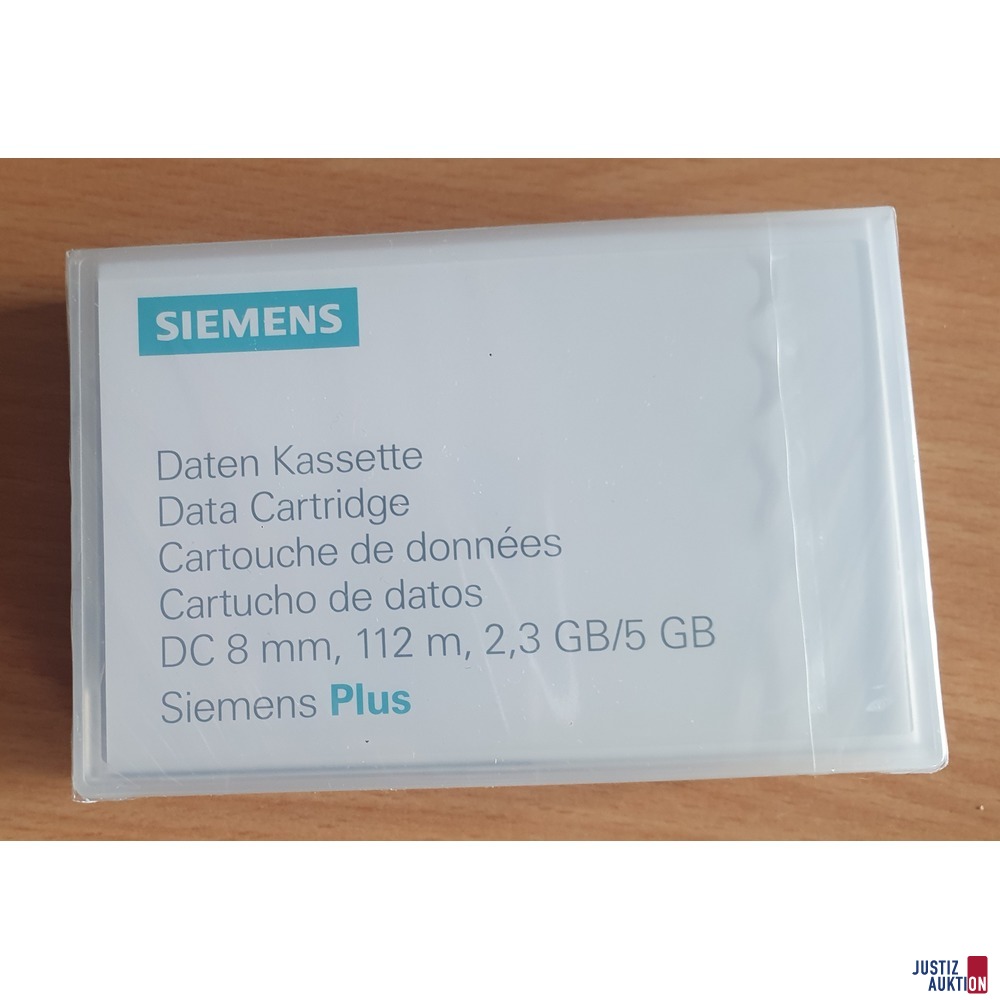 SIEMENS
Daten Kassette
Data Cartridge
Cartouche de données
Cartucho de datos
DC 8 mm, 112 m, 2,3 GB/5 GB
Siemens Plus
JUSTIZ
AUKTION